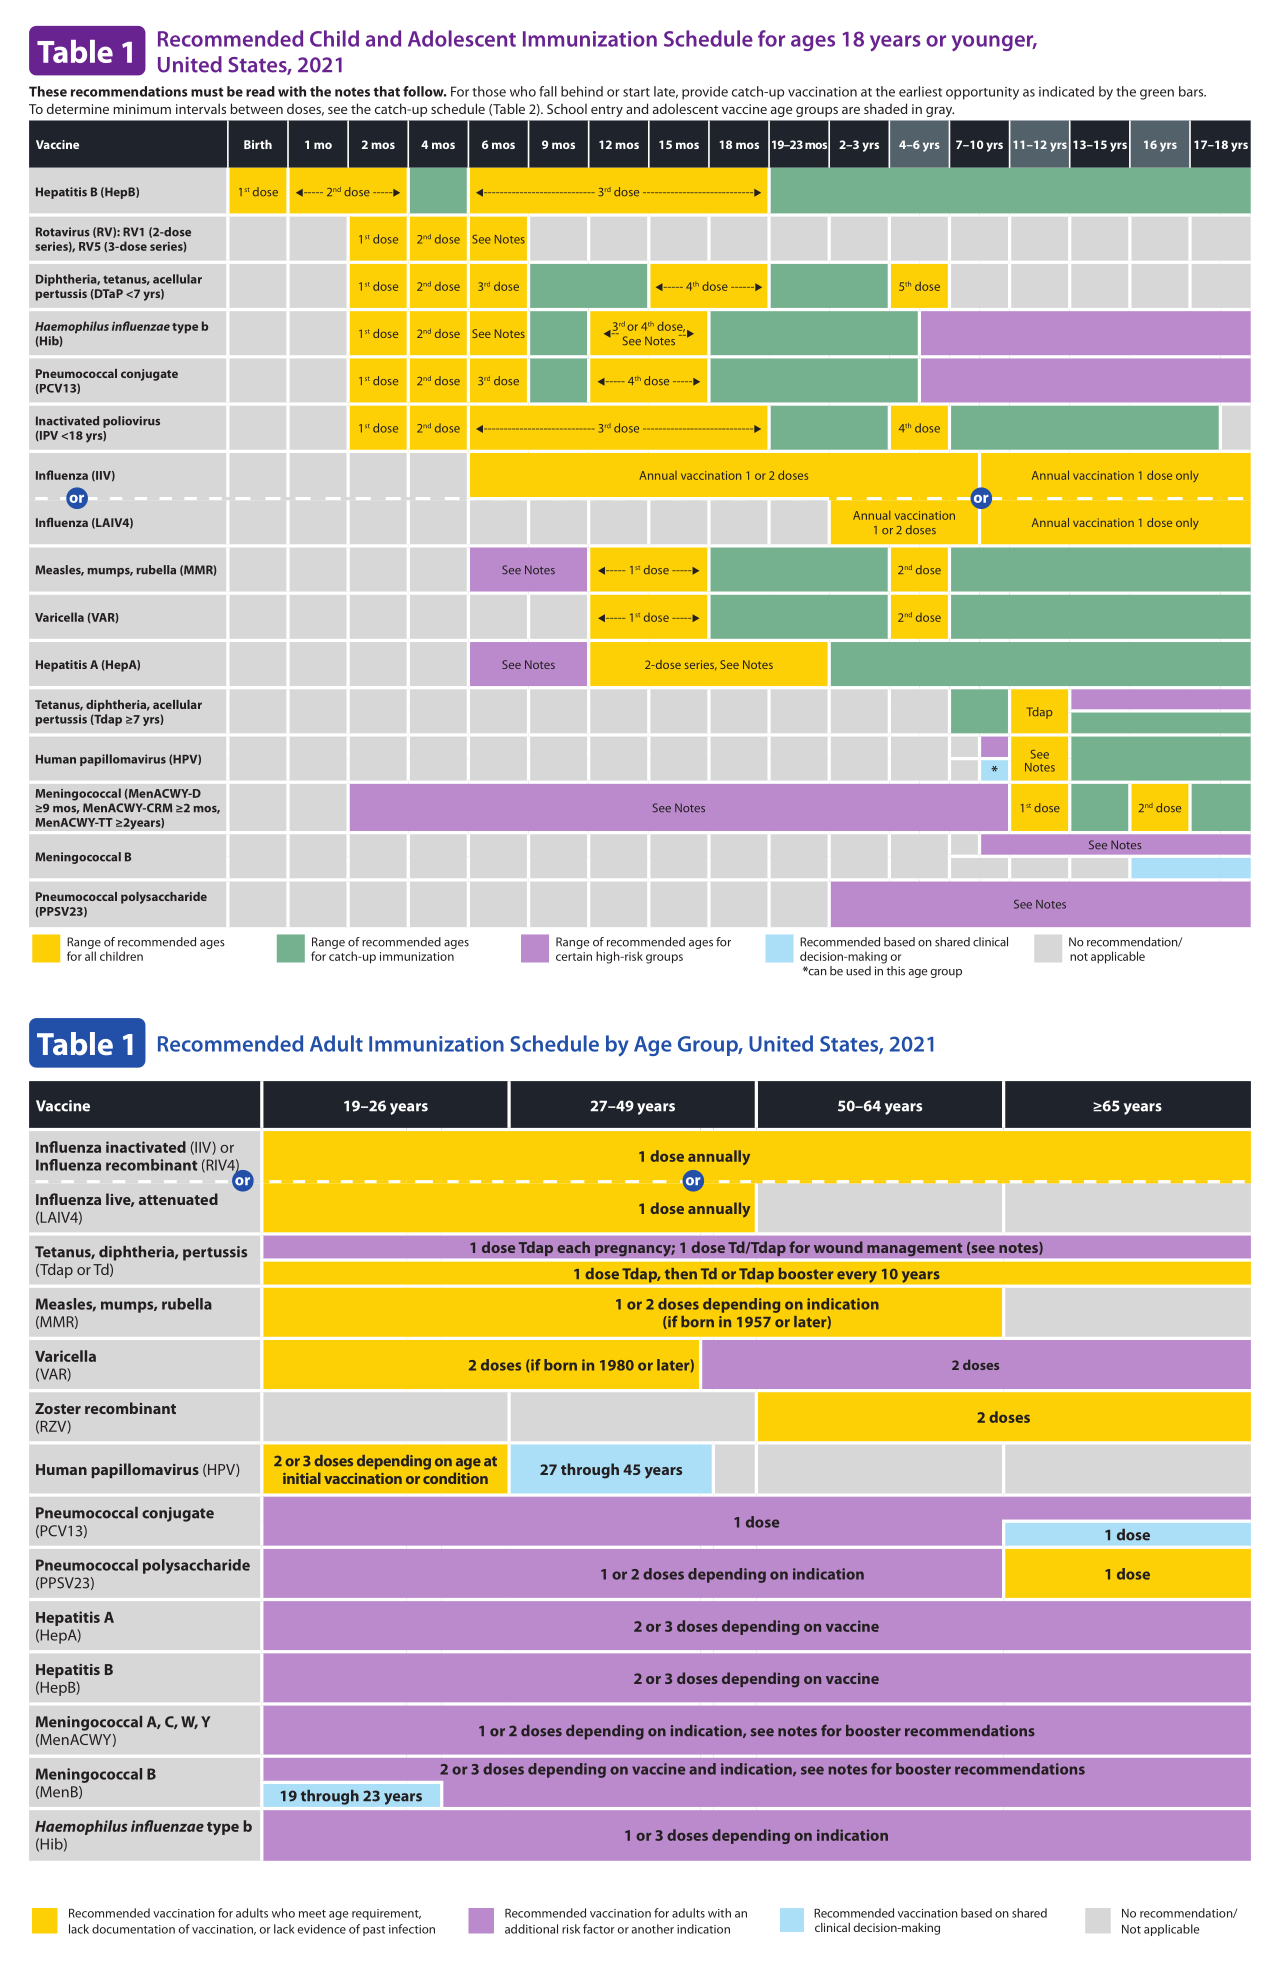 Table 1
Recommended Child and Adolescent Immunization Schedule for ages 18 years or younger,
United States, 2021
These recommendations must be read with the notes that follow. For those who fall behind or start late, provide catch-up vaccination at the earliest opportunity as indicated by the green bars.
To determine minimum intervals between doses, see the catch-up schedule (Table 2). School entry and adolescent vaccine age groups are shaded in gray.
Vaccine Birth 1 mo 2 mos 4 mos 6 mos 9 mos 12 mos 15 mos 18 mos 19–23 mos 2–3 yrs 4–6 yrs 7–10 yrs 11–12 yrs 13–15 yrs 16 yrs 17–18 yrs
Hepatitis B (HepB) 1st dose 2nd dose 3rd dose
Rotavirus (RV): RV1 (2-dose
series), RV5 (3-dose series)
1st dose 2nd dose See Notes
Diphtheria, tetanus, acellular
pertussis (DTaP <7 yrs)
1st dose 2nd dose 3rd dose 4th dose 5th dose
Haemophilus influenzae type b
(Hib)
1st dose 2nd dose See Notes
3rd or 4th dose,
See Notes
Pneumococcal conjugate
(PCV13)
1st dose 2nd dose 3rd dose 4th dose
Inactivated poliovirus
(IPV <18 yrs)
1st dose 2nd dose 3rd dose 4th dose
Influenza (IIV) Annual vaccination 1 or 2 doses Annual vaccination 1 dose only
or or
Influenza (LAIV4)
Annual vaccination
1 or 2 doses
Annual vaccination 1 dose only
Measles, mumps, rubella (MMR) See Notes 1st dose 2nd dose
Varicella (VAR) 1st dose 2nd dose
Hepatitis A (HepA) See Notes 2-dose series, See Notes
Tetanus, diphtheria, acellular
pertussis (Tdap ≥7 yrs)
Tdap
Human papillomavirus (HPV)
*
See
Notes
Meningococcal (MenACWY-D
≥9 mos, MenACWY-CRM ≥2 mos,
MenACWY-TT ≥2years)
See Notes 1st dose 2nd dose
Meningococcal B
See Notes
Pneumococcal polysaccharide
(PPSV23)
See Notes
Range of recommended ages
for all children
Range of recommended ages
for catch-up immunization
Range of recommended ages for
certain high-risk groups
Recommended based on shared clinical
decision-making or
*can be used in this age group
No recommendation/
not applicable
Table 1
Recommended Adult Immunization Schedule by Age Group, United States, 2021
Vaccine 19–26 years 27–49 years 50–64 years ≥65 years
Influenza inactivated (IIV) or
Influenza recombinant (RIV4)
1 dose annually
or or
Influenza live, attenuated
(LAIV4)
1 dose annually
Tetanus, diphtheria, pertussis
(Tdap or Td)
1 dose Tdap each pregnancy; 1 dose Td/Tdap for wound management (see notes)
1 dose Tdap, then Td or Tdap booster every 10 years
Measles, mumps, rubella
(MMR)
1 or 2 doses depending on indication
(if born in 1957 or later)
Varicella
(VAR)
2 doses (if born in 1980 or later) 2 doses
Zoster recombinant
(RZV)
2 doses
Human papillomavirus (HPV)
2 or 3 doses depending on age at
initial vaccination or condition
27 through 45 years
Pneumococcal conjugate
(PCV13)
1 dose
1 dose
Pneumococcal polysaccharide
(PPSV23)
1 or 2 doses depending on indication 1 dose
Hepatitis A
(HepA)
2 or 3 doses depending on vaccine
Hepatitis B
(HepB)
2 or 3 doses depending on vaccine
Meningococcal A, C, W, Y
(MenACWY)
1 or 2 doses depending on indication, see notes for booster recommendations
Meningococcal B
(MenB)
2 or 3 doses depending on vaccine and indication, see notes for booster recommendations
19 through 23 years
Haemophilus influenzae type b
(Hib)
1 or 3 doses depending on indication
Recommended vaccination for adults who meet age requirement,
lack documentation of vaccination, or lack evidence of past infection
Recommended vaccination for adults with an
additional risk factor or another indication
Recommended vaccination based on shared
clinical decision-making
No recommendation/
Not applicable